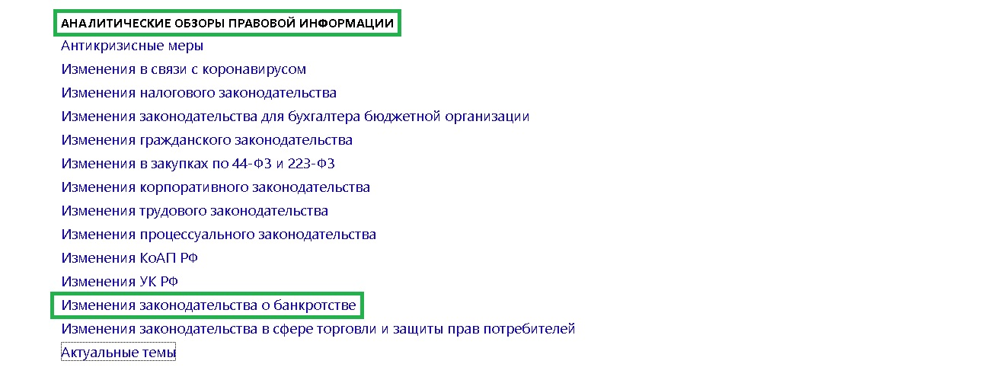 АНАЛИТИЧЕСКИЕ ОБЗОРЫ ПРАВОВОЙ ИНФОРМАЦИИ
Антикризисные меры
Изменения в связи с коронавирусом
Изменения налогового законодательства
Изменения законодательства для бухгалтера бюджетной организации
Изменения гражданского законодательства
Изменения в закупках по 44-ФЗ и 223-ФЗ
Изменения корпоративного законодательства
Изменения трудового законодательства
Изменения процессуального законодательства
Изменения КоАП РФ
Изменения УК РФ
Изменения законодательства о банкротстве
Изменения законодательства в сфере торговли и защиты прав потребителей
Актуальные темы